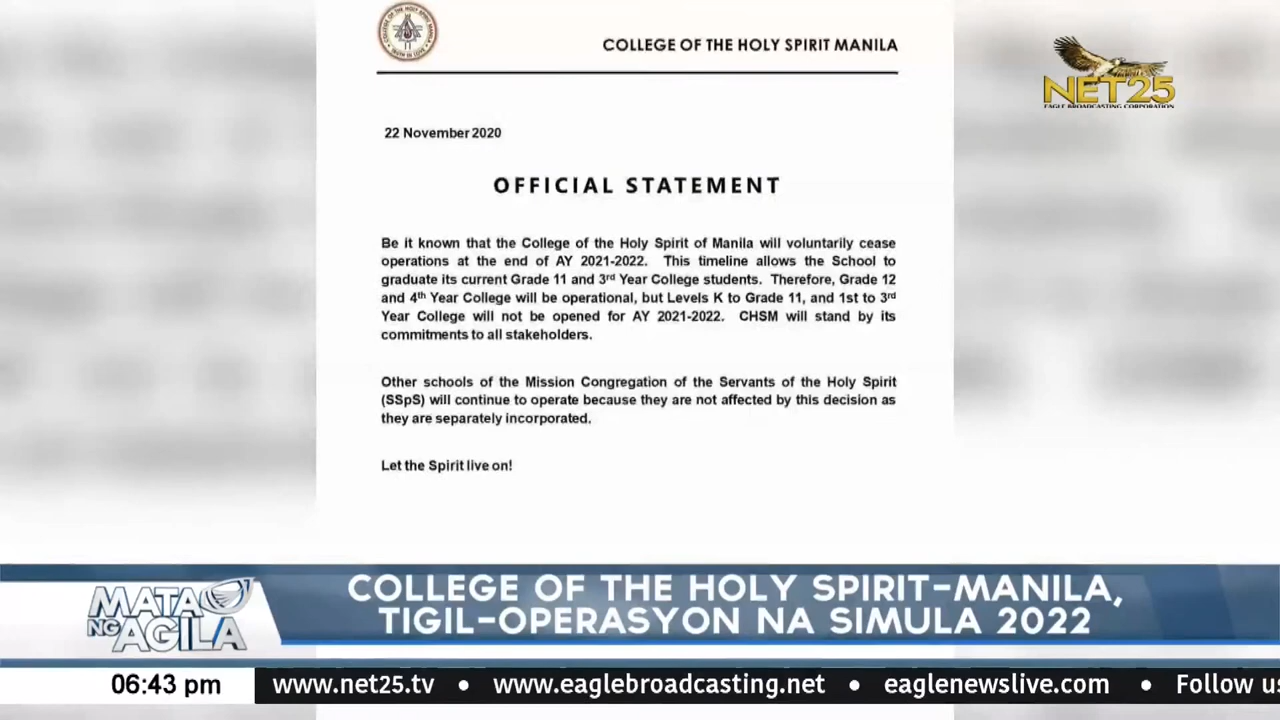 COLLEGE OF THE HOLY SPIRIT MANILA
NET25
EAGLE BROADCASTING CORPORATION
22 November 2020
OFFICIAL STATEMENT
Be it known that the College of the Holy Spirit of Manila will voluntarily cease
operations at the end of AY 2021-2022. This timeline allows the School to
graduate its current Grade 11 and 3rd Year College students. Therefore, Grade 12
and 4th Year College will be operational, but Levels K to Grade 11, and 1st to 3rd
Year College will not be opened for AY 2021-2022. CHSM will stand by its
commitments to all stakeholders.
Other schools of the Mission Congregation of the Servants of the Holy Spirit
(SSpS) will continue to operate because they are not affected by this decision as
they are separately incorporated.
Let the Spirit live on!
MATA
NG AGILA
COLLEGE OF THE HOLY SPIRIT-MANILA,
TIGIL-OPERASYON NA SIMULA 2022
06:43 pm
www.net25.tv • www.eaglebroadcasting.net • eaglenewslive.com • Follow us